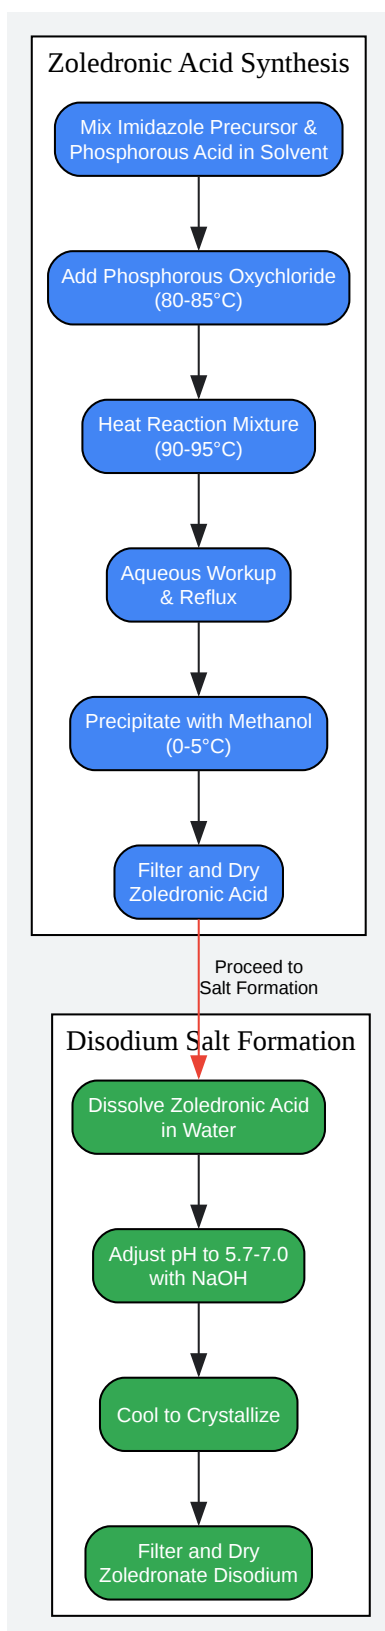 Zoledronic Acid Synthesis
Mix Imidazole Precursor &
Phosphorous Acid in Solvent
Add Phosphorous Oxychloride
(80-85°C)
Heat Reaction Mixture
(90-95°C)
Aqueous Workup
& Reflux
Precipitate with Methanol
(0-5°C)
Filter and Dry
Zoledronic Acid
Proceed to
Salt Formation
Disodium Salt Formation
Dissolve Zoledronic Acid
in Water
Adjust pH to 5.7-7.0
with NaOH
Cool to Crystallize
Filter and Dry
Zoledronate Disodium